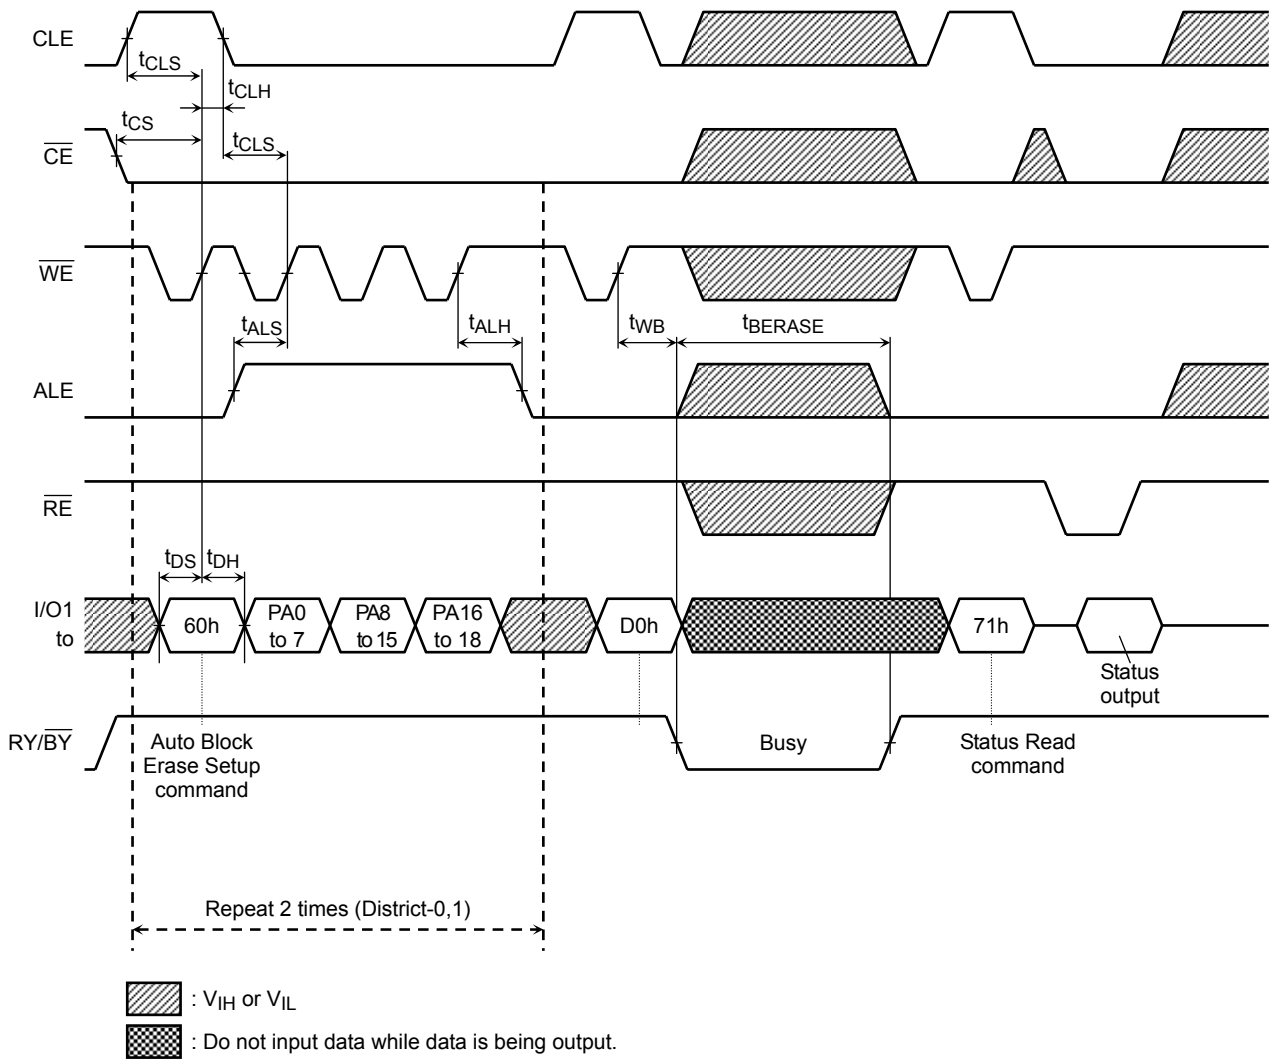 CLE
tCLS
tCLH
tCS
tCLS
CE
WE
tALS
tALH
tWB
tBERASE
ALE
RE
tDS
tDH
I/O1
to
60h
PA0
to 7
PA8
to 15
PA16
to 18
D0h
71h
Status
output
RY/BY
Auto Block
Erase Setup
command
Busy
Status Read
command
Repeat 2 times (District-0,1)
: VIH or VIL
: Do not input data while data is being output.